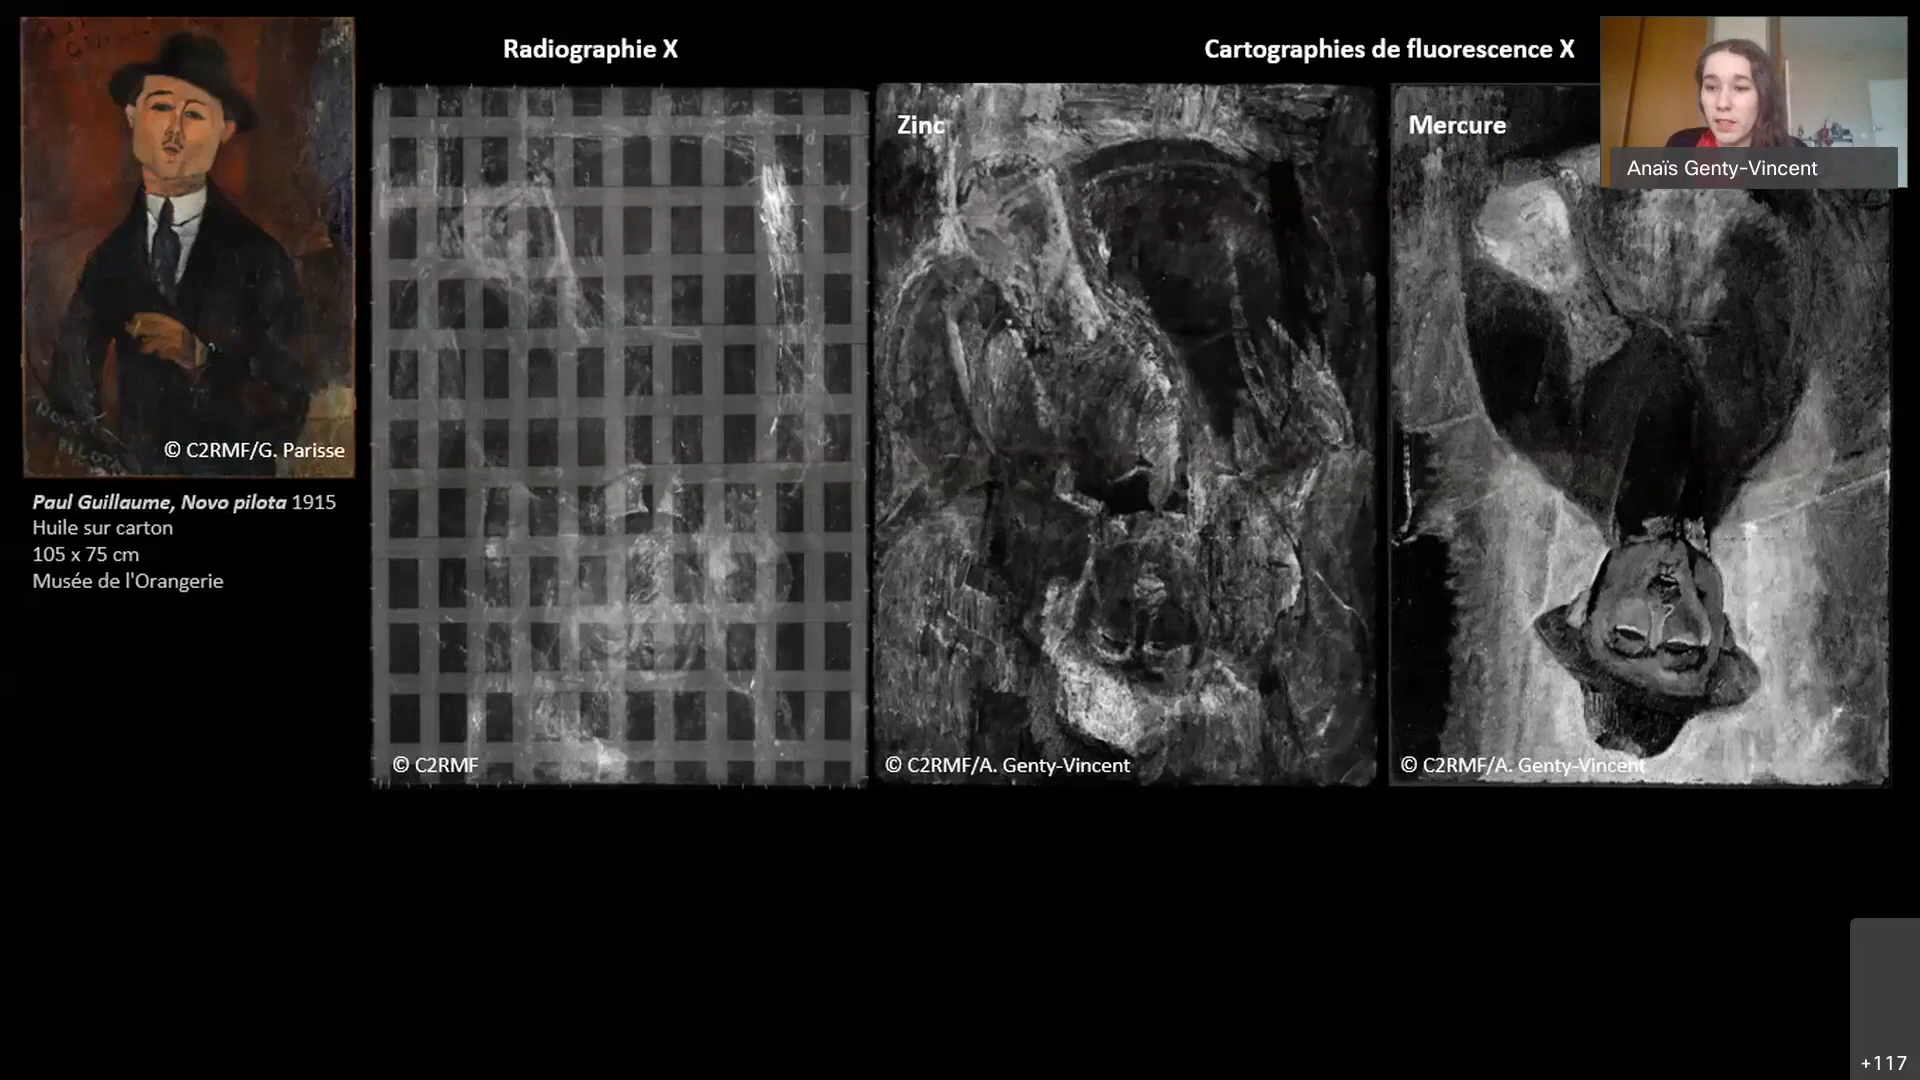 Radiographie X
Cartographies de fluorescence X
Zinc
Mercure
Anaïs Genty-Vincent
© C2RMF/G. Parisse
Paul Guillaume, Novo pilota 1915
Huile sur carton
105 x 75 cm
Musée de l'Orangerie
© C2RMF
© C2RMF/A. Genty-Vincent
© C2RMF/A. Genty-Vincent
+117